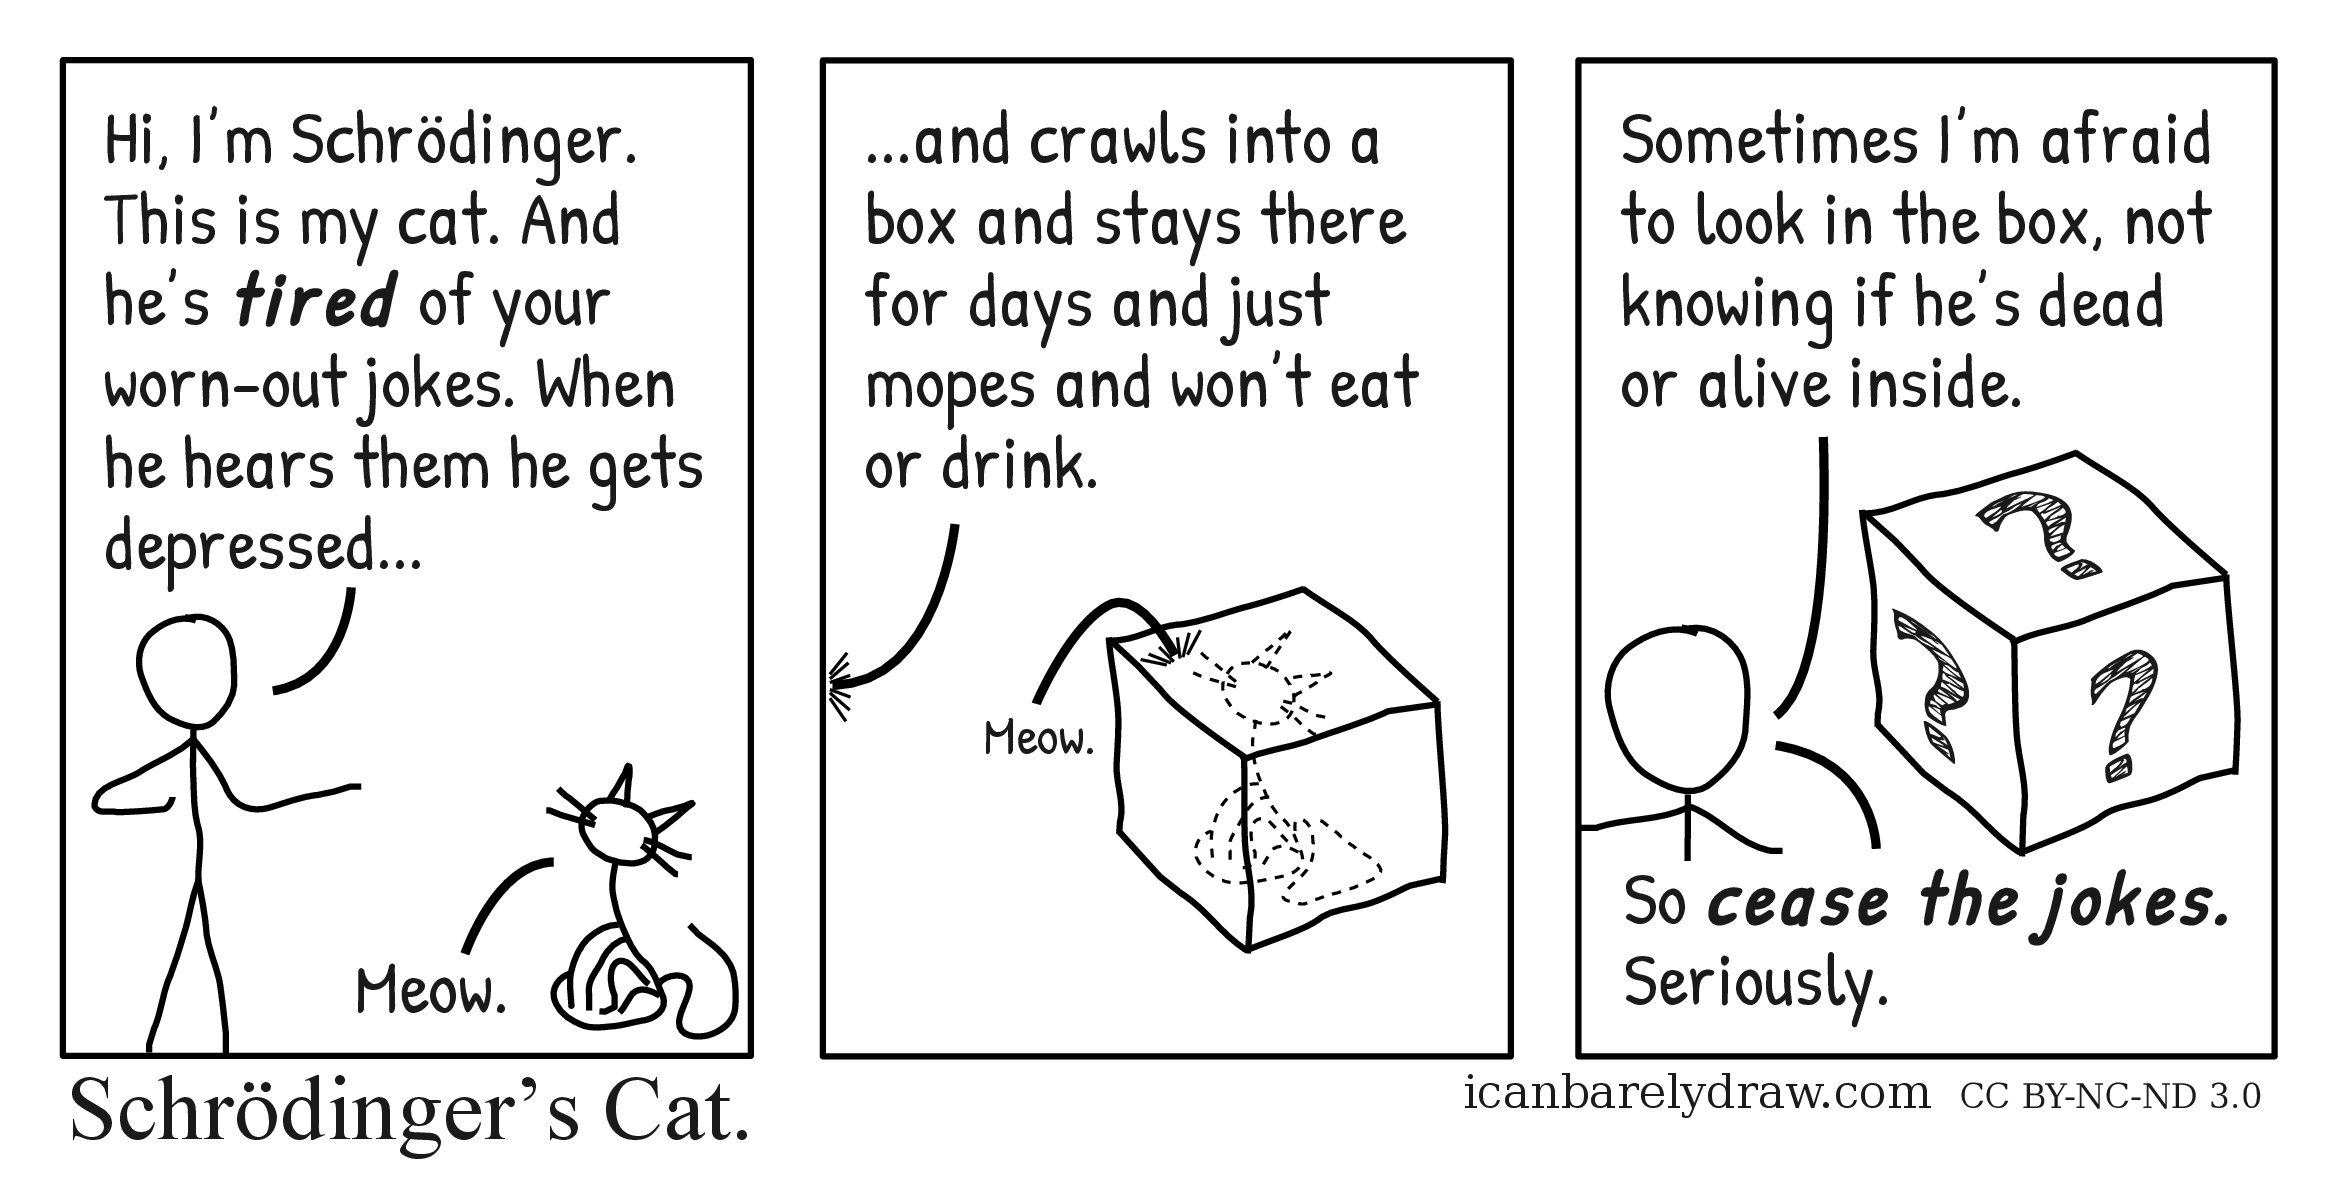 Hi, I'm Schrödinger.
This is my cat. And
he's tired of your
worn-out jokes. When
he hears them he gets
depressed...
Meow.
...and crawls into a
box and stays there
for days and just
mopes and won't eat
or drink.
Meow.
Sometimes I'm afraid
to look in the box, not
knowing if he's dead
or alive inside.
?
?
?
So cease the jokes.
Seriously.
Schrödinger’s Cat.
icanbarelydraw.com CC BY-NC-ND 3.0